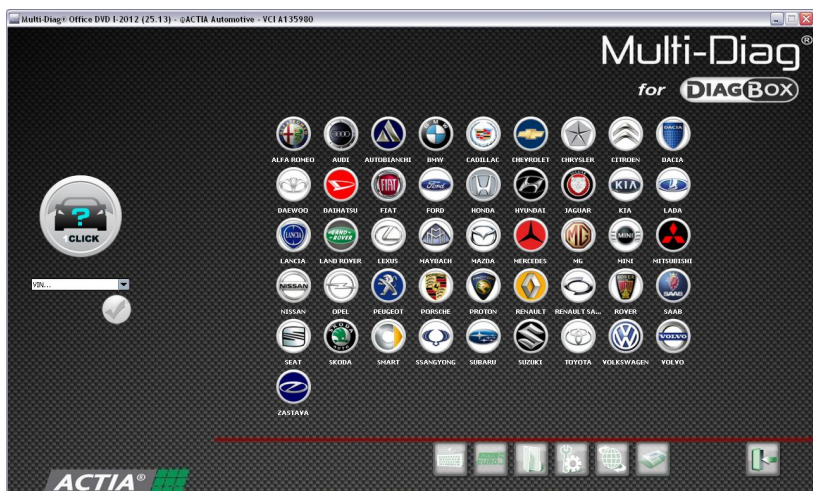 Multi-Diag® Office DVD I-2012 (25.13) - @ACTIA Automotive - VCI A135980
Multi-Diag®
for DIAGBOX
ALFA ROMEO AUDI AUTOBIANCHI BMW CADILLAC CHEVROLET CHRYSLER CITROEN DACIA
DAEWOO DAIHATSU FIAT FORD HONDA HYUNDAI JAGUAR KIA LADA
?
1CLICK
LANCIA LAND ROVER LEXUS MAYBACH MAZDA MERCEDES MG MINI MITSUBISHI
VIN...
NISSAN OPEL PEUGEOT PORSCHE PROTON RENAULT RENAULT SA... ROVER SAAB
SEAT SKODA SMART SSANGYONG SUBARU SUZUKI TOYOTA VOLKSWAGEN VOLVO
ZASTAVA
EURO
ACTIA®